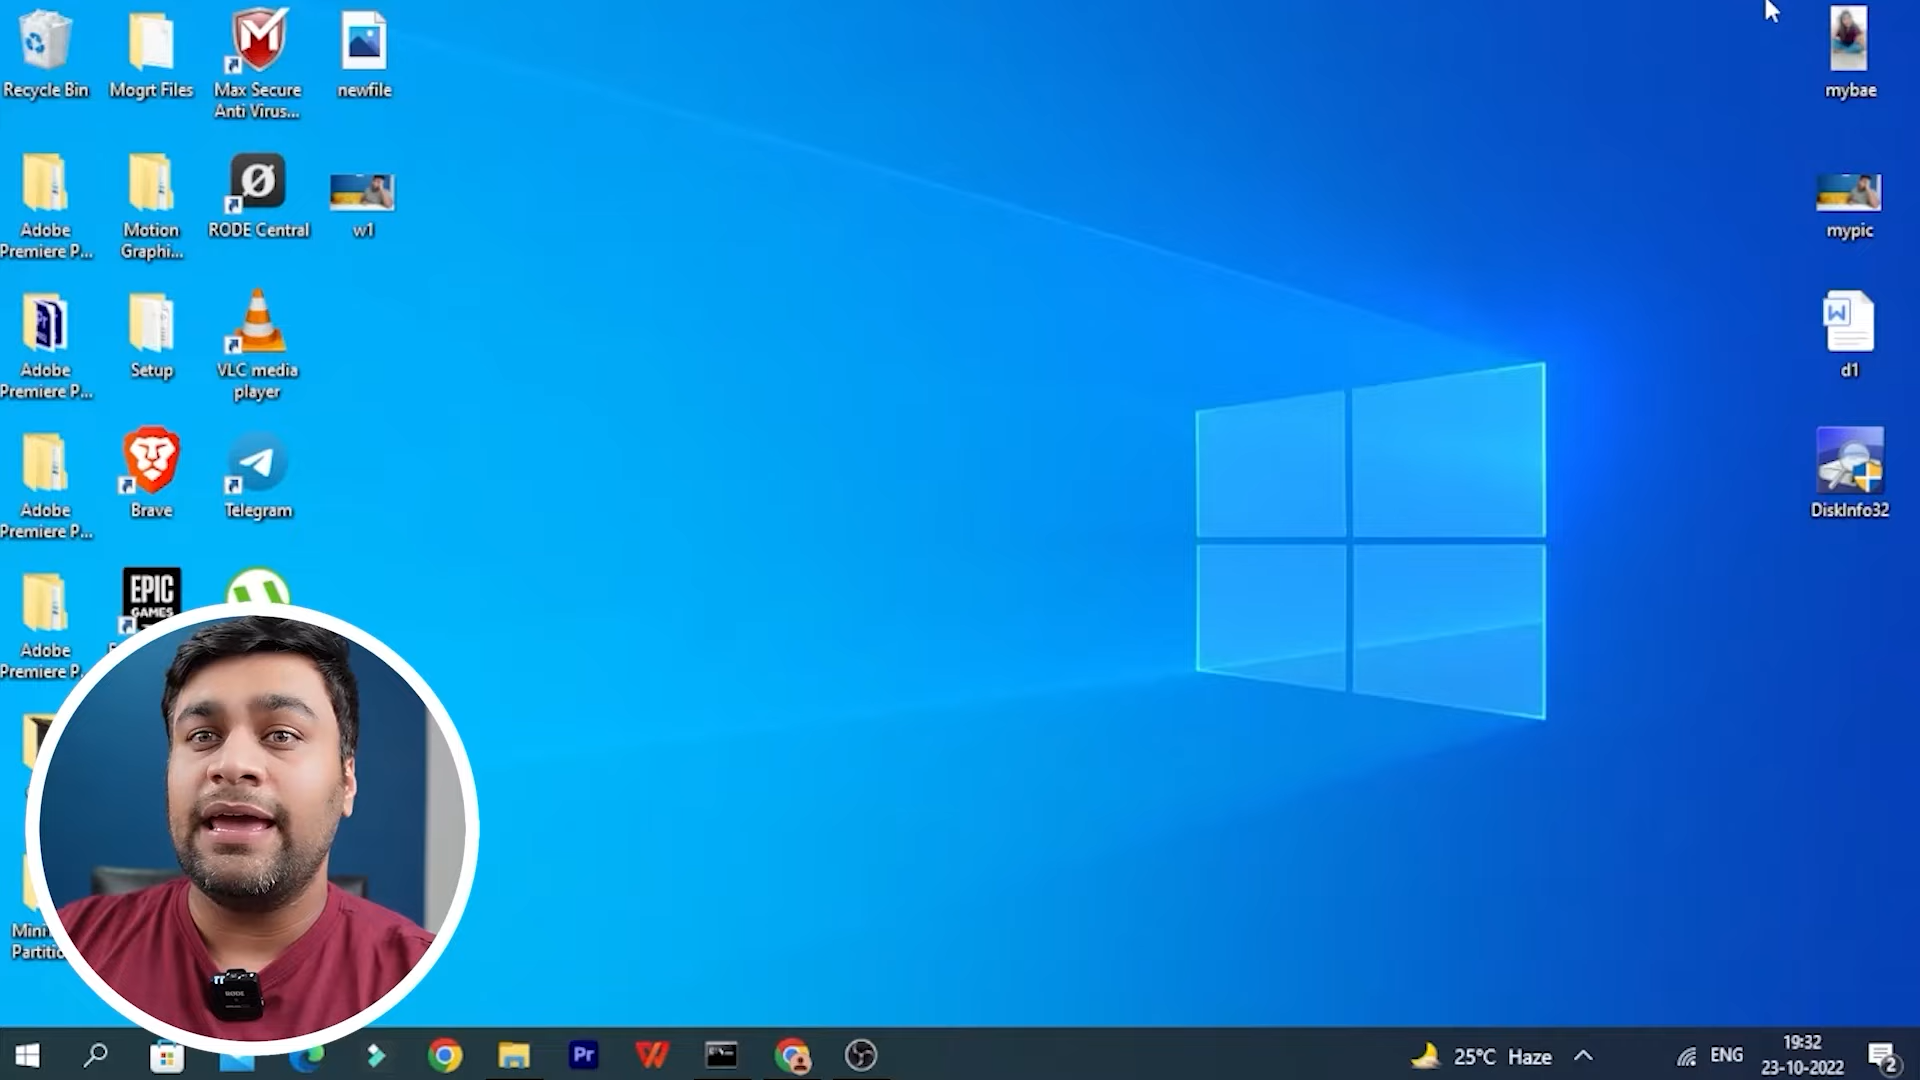 Recycle Bin
Mogrt Files
Max Secure
Anti Virus...
newfile
mybae
Adobe
Premiere P...
Motion
Graphi...
RODE Central
w1
mypic
Adobe
Premiere P...
Setup
VLC media
player
d1
Adobe
Premiere P...
Brave
Telegram
DiskInfo32
EPIC
GAMES
Adobe
Premiere P.
Mini
Partitio
RODE
Pr
25°C Haze
ENG
19:32
23-10-2022
2